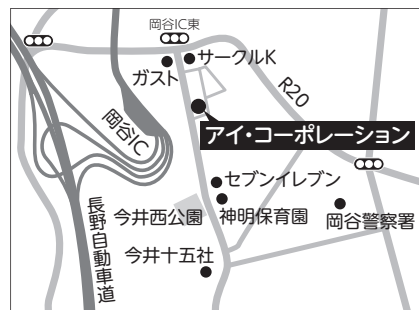 岡谷IC東
サークルK
ガスト
R20
岡谷IC
アイ・コーポレーション
セブンイレブン
神明保育園
今井西公園
岡谷警察署
長野自動車道
今井十五社